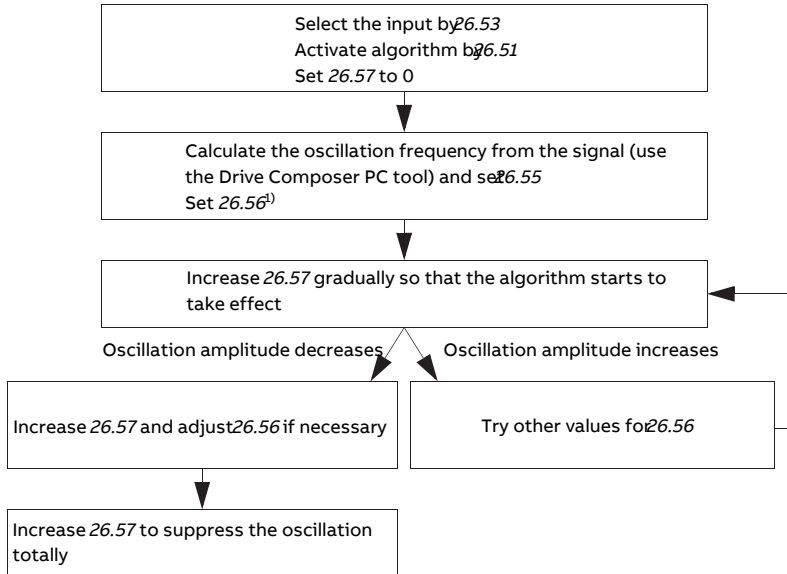 Select the input by 26.53
Activate algorithm by 26.51
Set 26.57 to 0
Calculate the oscillation frequency from the signal (use
the Drive Composer PC tool) and set 26.55
Set 26.56¹⁾
Increase 26.57 gradually so that the algorithm starts to
take effect
Oscillation amplitude decreases
Oscillation amplitude increases
Increase 26.57 and adjust 26.56 if necessary
Try other values for 26.56
Increase 26.57 to suppress the oscillation
totally